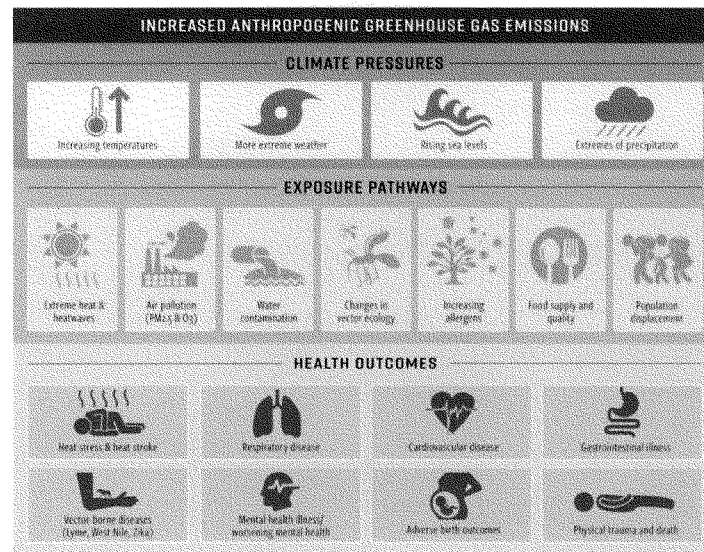 INCREASED ANTHROPOGENIC GREENHOUSE GAS EMISSIONS
CLIMATE PRESSURES
Increasing temperatures
More extreme weather
Rising sea levels
Extremes of precipitation
EXPOSURE PATHWAYS
Extreme heat &
heatwaves
Air pollution
(PM2.5 & O3)
Water
contamination
Changes in
vector ecology
Increasing
allergens
Food supply and
quality
Population
displacement
HEALTH OUTCOMES
Heat stress & heat stroke
Respiratory disease
Cardiovascular disease
Gastrointestinal illness
Vector borne diseases
(Lyme, West Nile, Zika)
Mental health illness/
worsening mental health
Adverse birth outcomes
Physical trauma and death